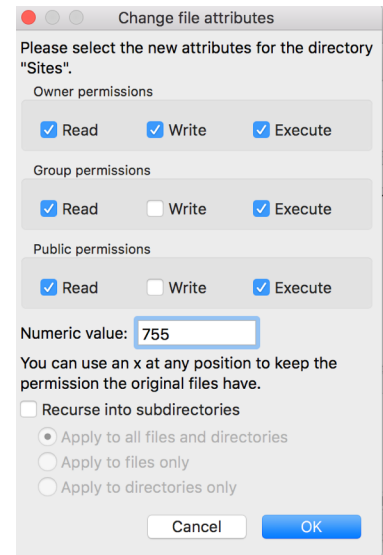 Change file attributes
Please select the new attributes for the directory
"Sites".
Owner permissions
Read Write Execute
Group permissions
Read Write Execute
Public permissions
Read Write Execute
Numeric value: 755
You can use an x at any position to keep the
permission the original files have.
Recurse into subdirectories
Apply to all files and directories
Apply to files only
Apply to directories only
Cancel OK